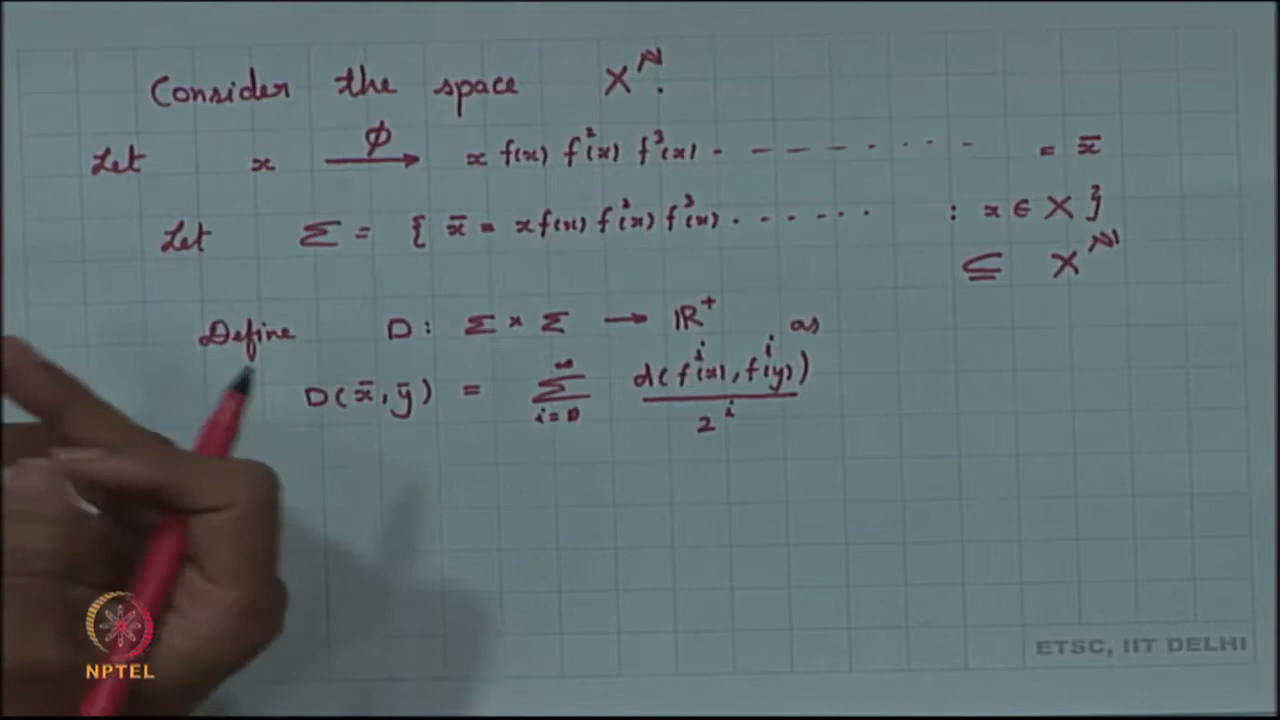 Consider the space X^ℕ.
Let x —ϕ→ x f(x) f²(x) f³(x) . - - - - . . . . = x̄
Let Σ = { x̄ = x f(x) f²(x) f³(x) . . . . . . : x ∈ X }
⊆ X^ℕ
Define D : Σ × Σ → ℝ⁺ as
D(x̄, ȳ) = Σ_{i=0}^{∞} d(fⁱ(x), fⁱ(y)) / 2ⁱ
ETSC, IIT DELHI
NPTEL